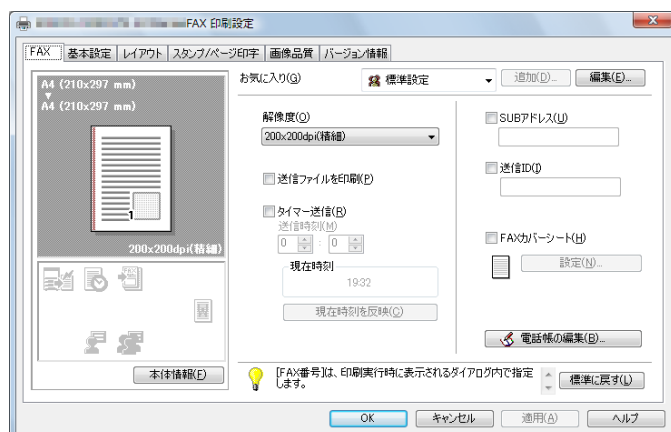 FAX 印刷設定
FAX 基本設定 レイアウト スタンプ/ページ印字 画像品質 バージョン情報
お気に入り(Q) 標準設定 追加(D)... 編集(E)...
A4 (210x297 mm)
A4 (210x297 mm)
1
200x200dpi(精細)
解像度(O)
200x200dpi(精細)
送信ファイルを印刷(P)
タイマー送信(R)
送信時刻(M)
0 : 0
現在時刻
19:32
現在時刻を反映(C)
SUBアドレス(U)
送信ID(I)
FAXカバーシート(H)
設定(N)...
FAX
本体情報(F)
電話帳の編集(B)...
[FAX番号]は、印刷実行時に表示されるダイアログ内で指定
します。
標準に戻す(L)
OK キャンセル 適用(A) ヘルプ